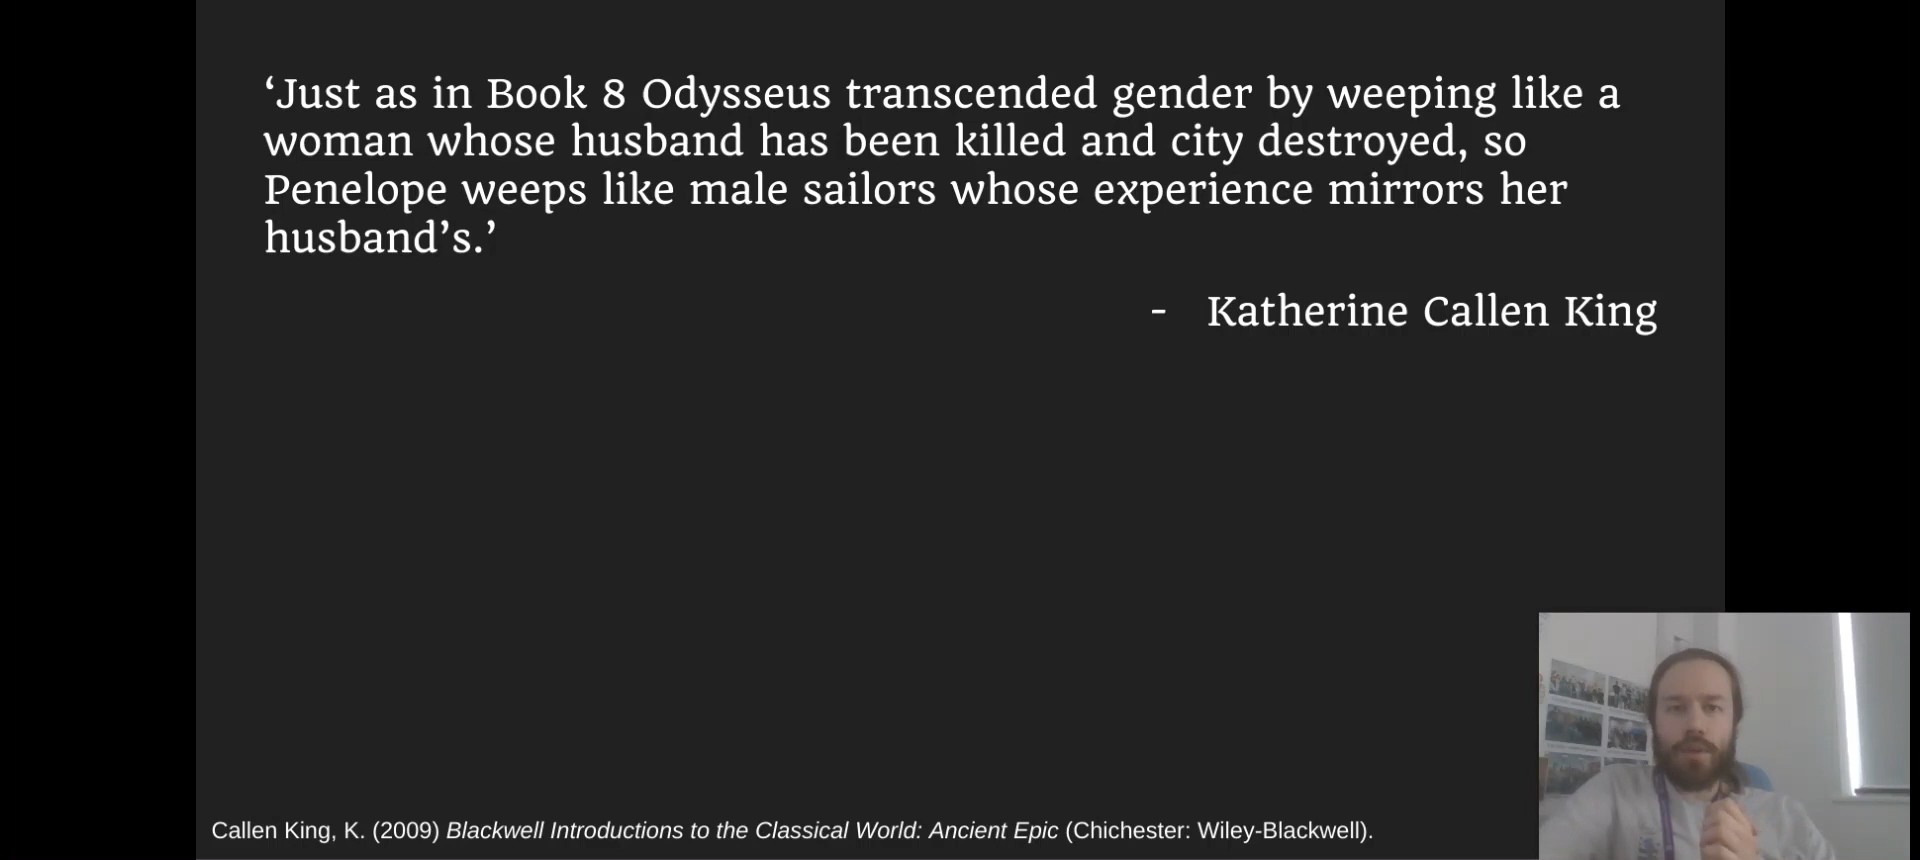 ‘Just as in Book 8 Odysseus transcended gender by weeping like a
woman whose husband has been killed and city destroyed, so
Penelope weeps like male sailors whose experience mirrors her
husband’s.’
- Katherine Callen King
Callen King, K. (2009) Blackwell Introductions to the Classical World: Ancient Epic (Chichester: Wiley-Blackwell).